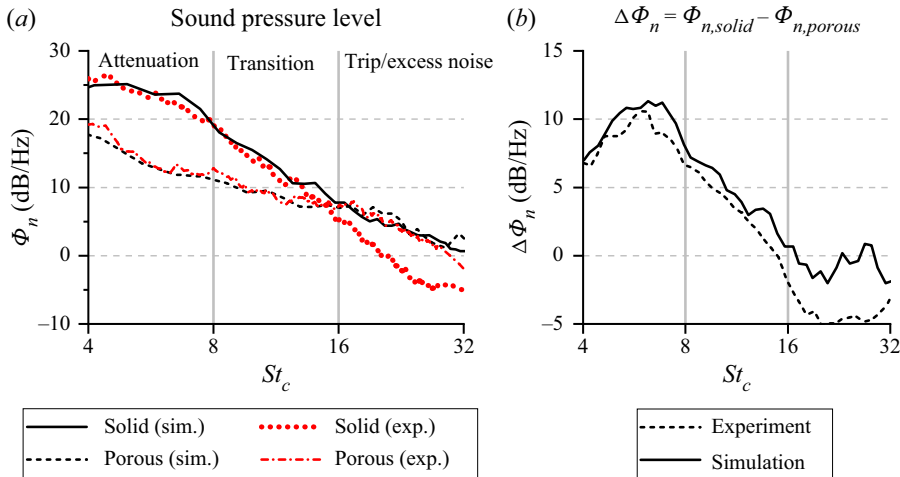 (a) Sound pressure level
Attenuation Transition Trip/excess noise
30
20
10
0
–10
Φn (dB/Hz)
4 8 16 32
Stc
Solid (sim.) Solid (exp.)
Porous (sim.) Porous (exp.)
(b) ΔΦn = Φn,solid – Φn,porous
15
10
5
0
–5
ΔΦn (dB/Hz)
4 8 16 32
Stc
Experiment
Simulation